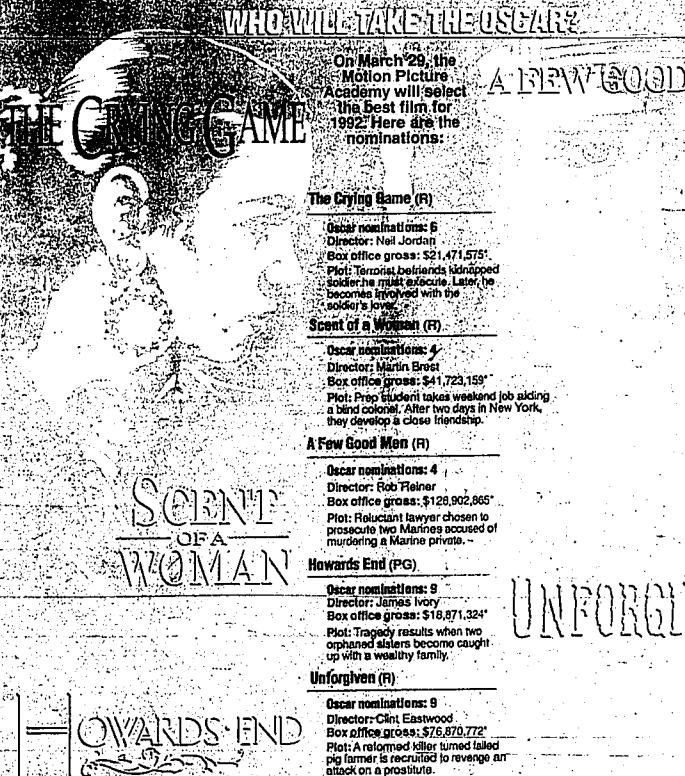 WHO WILL TAKE THE OSCAR?
On March 29, the
Motion Picture
Academy will select
the best film for
1992. Here are the
nominations:
A FEW GOOD
THE CRYING GAME
The Crying Game (R)
Oscar nominations: 6
Director: Neil Jordan
Box office gross: $21,471,575*
Plot: Terrorist befriends kidnapped
soldier he must execute. Later, he
becomes involved with the
soldier's lover.
Scent of a Woman (R)
Oscar nominations: 4
Director: Martin Brest
Box office gross: $41,723,159*
Plot: Prep student takes weekend job aiding
a blind colonel. After two days in New York,
they develop a close friendship.
A Few Good Men (R)
Oscar nominations: 4
Director: Rob Reiner
Box office gross: $126,902,865*
Plot: Reluctant lawyer chosen to
prosecute two Marines accused of
murdering a Marine private.
SCENT
OF A
WOMAN
Howards End (PG)
Oscar nominations: 9
Director: James Ivory
Box office gross: $18,871,324*
Plot: Tragedy results when two
orphaned sisters become caught
up with a wealthy family.
UNFORGI
Unforgiven (R)
Oscar nominations: 9
Director: Clint Eastwood
Box office gross: $76,870,772*
Plot: A reformed killer turned failed
pig farmer is recruited to revenge an
attack on a prostitute.
HOWARDS END